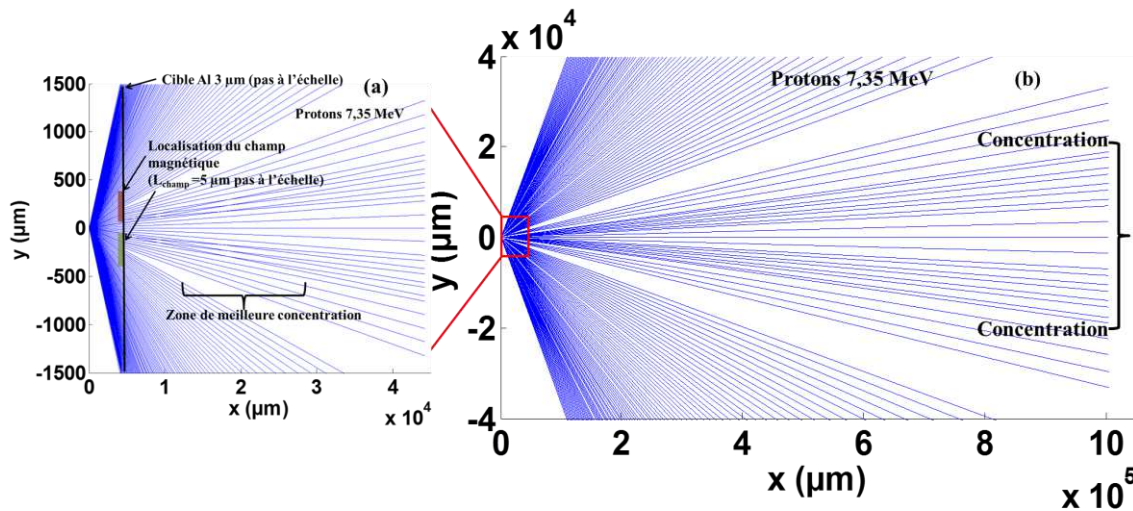 Cible Al 3 µm (pas à l'échelle)
(a)
Protons 7,35 MeV
Localisation du champ
magnétique
(L_champ =5 µm pas à l'échelle)
Zone de meilleure concentration
1500
1000
500
0
-500
-1000
-1500
y (µm)
0
1
2
3
4
x (µm)
x 10^4
x 10^4
Protons 7,35 MeV
(b)
Concentration
Concentration
4
2
0
-2
-4
y (µm)
0
2
4
6
8
10
x (µm)
x 10^5